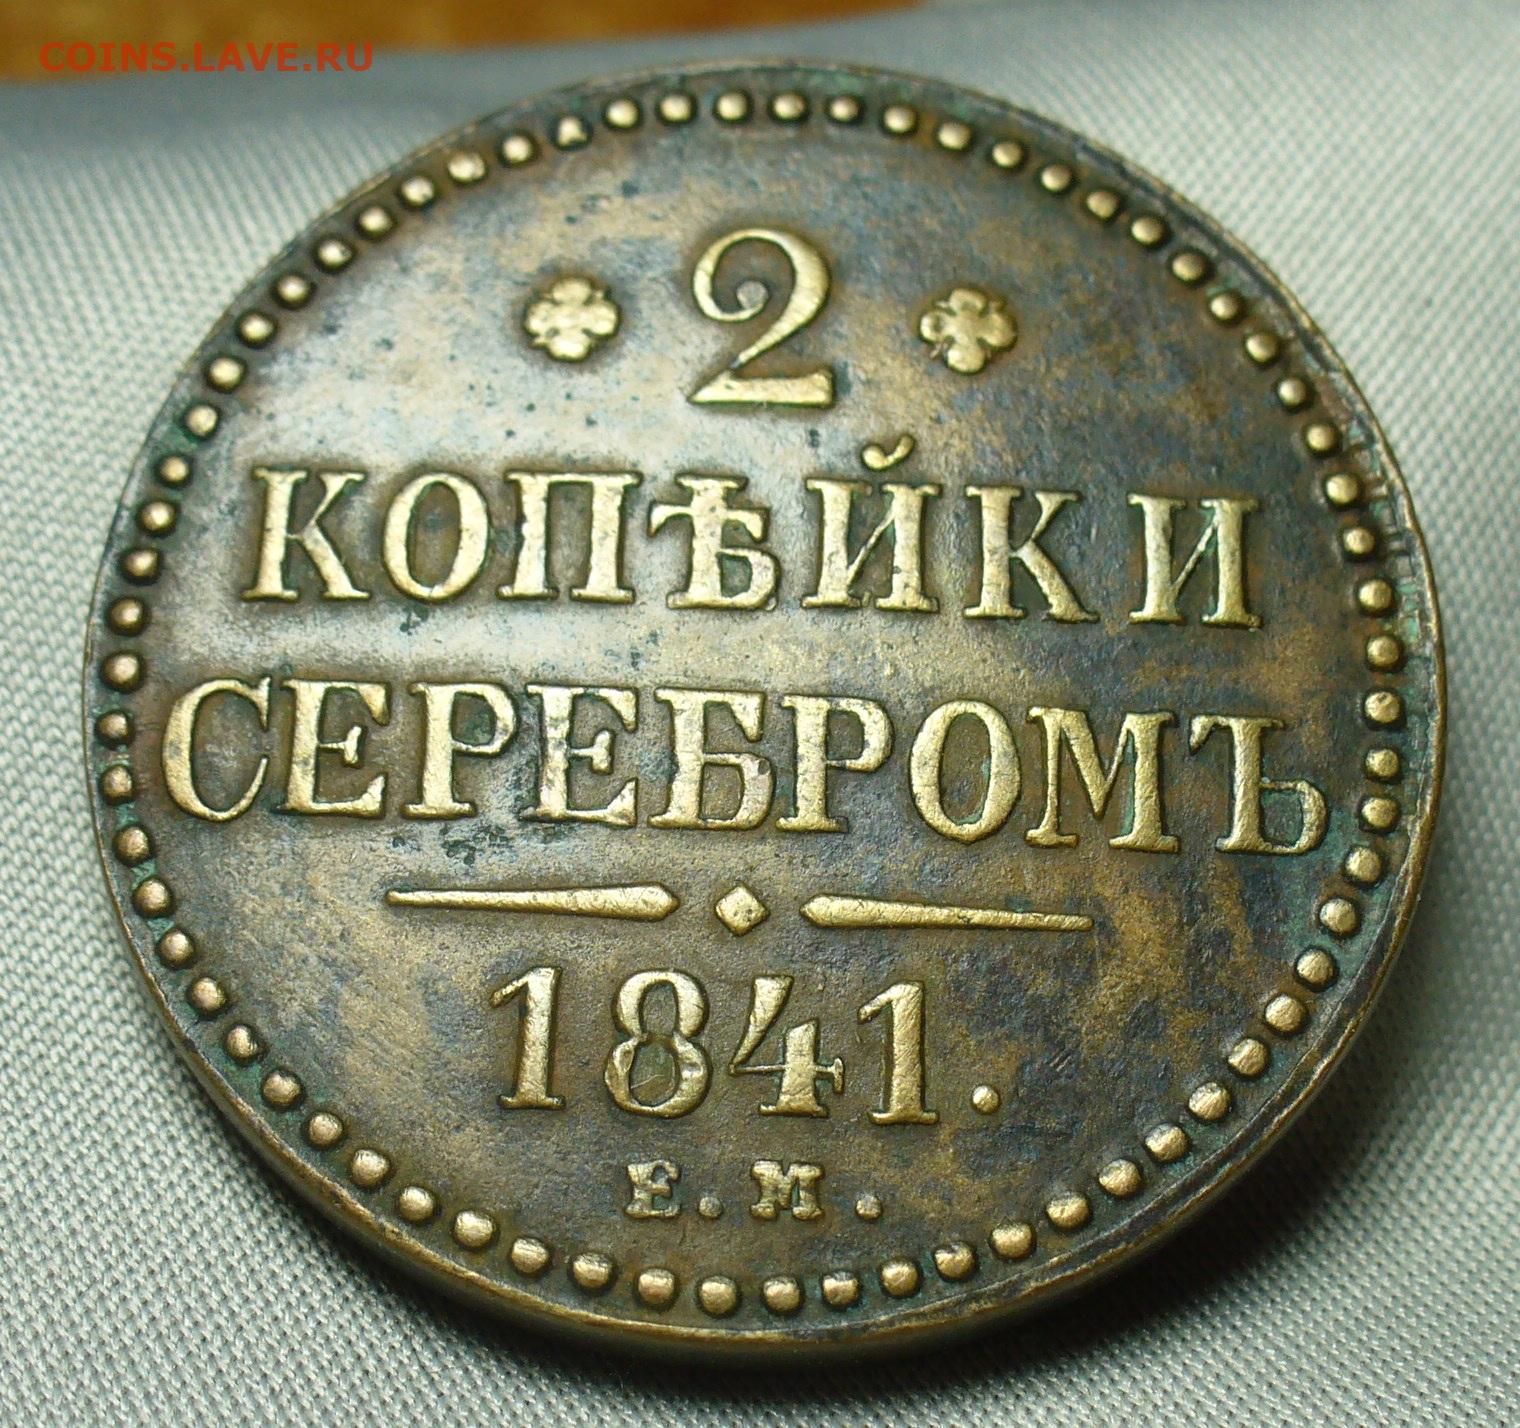 COINS.LAVE.RU
2
КОПѢЙКИ
СЕРЕБРОМЪ
1841.
Е.М.